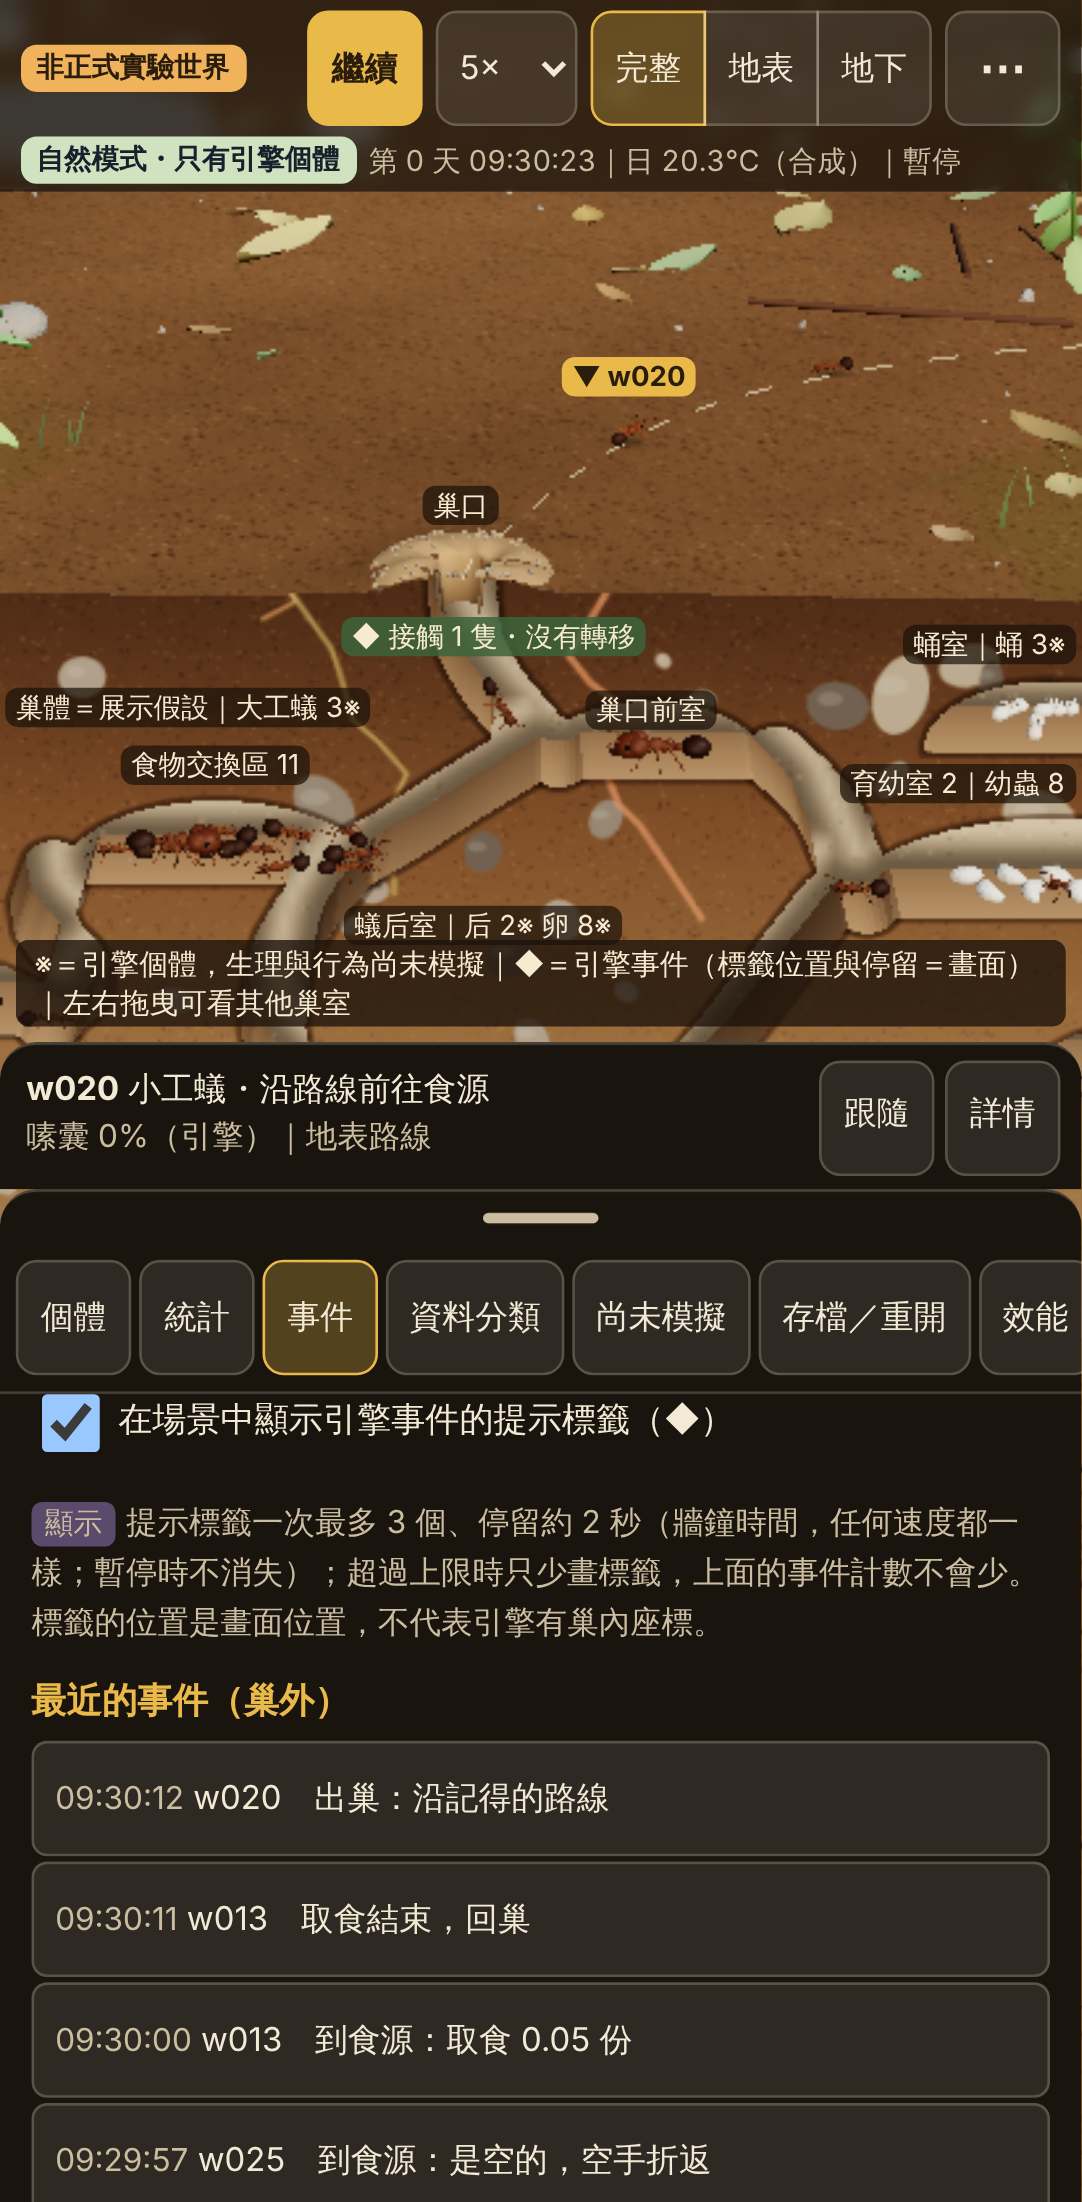 非正式實驗世界
繼續
5×
完整
地表
地下
...
自然模式・只有引擎個體
第 0 天 09:30:23｜日 20.3°C（合成）｜暫停
▼ w020
巢口
◆ 接觸 1 隻・沒有轉移
蛹室｜蛹 3※
巢體＝展示假設｜大工蟻 3※
巢口前室
食物交換區 11
育幼室 2｜幼蟲 8
蟻后室｜后 2※ 卵 8※
※＝引擎個體，生理與行為尚未模擬｜◆＝引擎事件（標籤位置與停留＝畫面）
｜左右拖曳可看其他巢室
w020 小工蟻・沿路線前往食源
嗉囊 0%（引擎）｜地表路線
跟隨
詳情
個體
統計
事件
資料分類
尚未模擬
存檔／重開
效能
在場景中顯示引擎事件的提示標籤（◆）
顯示 提示標籤一次最多 3 個、停留約 2 秒（牆鐘時間，任何速度都一
樣；暫停時不消失）；超過上限時只少畫標籤，上面的事件計數不會少。
標籤的位置是畫面位置，不代表引擎有巢內座標。
最近的事件（巢外）
09:30:12 w020 出巢：沿記得的路線
09:30:11 w013 取食結束，回巢
09:30:00 w013 到食源：取食 0.05 份
09:29:57 w025 到食源：是空的，空手折返